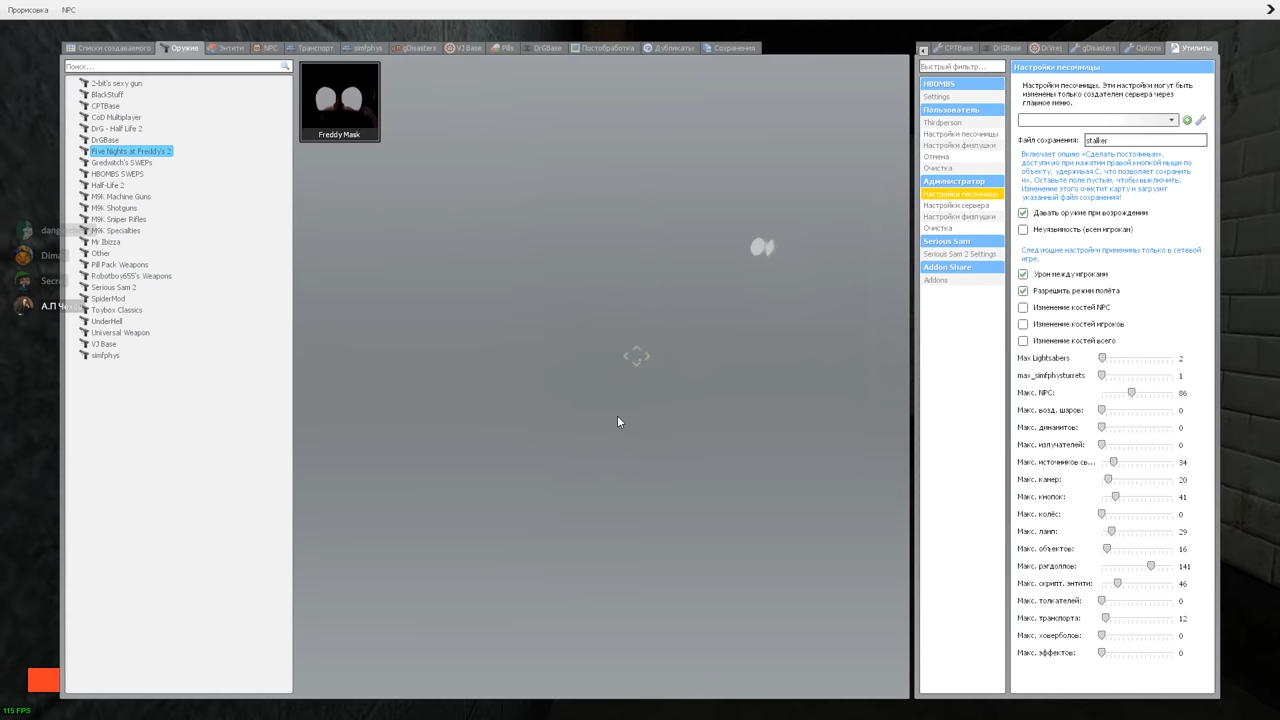 Прорисовка
NPC
Списки создаваемого
Оружие
Энтити
NPC
Транспорт
simfphys
gDisasters
VJ Base
Pills
DrGBase
Постобработка
Дубликаты
Сохранения
Поиск...
2-bit's sexy gun
BlackStuff
CPTBase
CoD Multiplayer
DrG - Half Life 2
DrGBase
Five Nights at Freddy's 2
Gredwitch's SWEPs
HBOMBS SWEPS
Half-Life 2
M9K Machine Guns
M9K Shotguns
M9K Sniper Rifles
M9K Specialties
Mr Ibizza
Other
Pill Pack Weapons
Robotboy655's Weapons
Serious Sam 2
SpiderMod
Toybox Classics
UnderHell
Universal Weapon
VJ Base
simfphys
dang
Dima
Secre
А.П Чехо
Freddy Mask
CPTBase
DrGBase
DrVrej
gDisasters
Options
Утилиты
Быстрый фильтр...
HBOMBS
Settings
Пользователь
Thirdperson
Настройки песочницы
Настройки физпушки
Отмена
Очистка
Администратор
Настройки песочницы
Настройки сервера
Настройки физпушки
Очистка
Serious Sam
Serious Sam 2 Settings
Addon Share
Addons
Настройки песочницы
Настройки песочницы. Эти настройки могут быть
изменены только создателем сервера через
главное меню.
Файл сохранения: stalker
Включает опцию «Сделать постоянным»,
доступную при нажатии правой кнопкой мыши по
объекту, удерживая C, что позволяет сохранить
их. Оставьте поле пустым, чтобы выключить.
Изменение этого очистит карту и загрузит
указанный файл сохранения!
Давать оружие при возрождении
Неуязвимость (всем игрокам)
Следующие настройки применимы только в сетевой
игре.
Урон между игроками
Разрешить режим полёта
Изменение костей NPC
Изменение костей игроков
Изменение костей всего
Max Lightsabers 2
max_simfphysturrets 1
Макс. NPC: 86
Макс. возд. шаров: 0
Макс. динамитов: 0
Макс. излучателей: 0
Макс. источников св... 34
Макс. камер: 20
Макс. кнопок: 41
Макс. колёс: 0
Макс. ламп: 29
Макс. объектов: 16
Макс. рэгдоллов: 141
Макс. скрипт. энтити: 46
Макс. толкателей: 0
Макс. транспорта: 12
Макс. ховерболов: 0
Макс. эффектов: 0
115 FPS